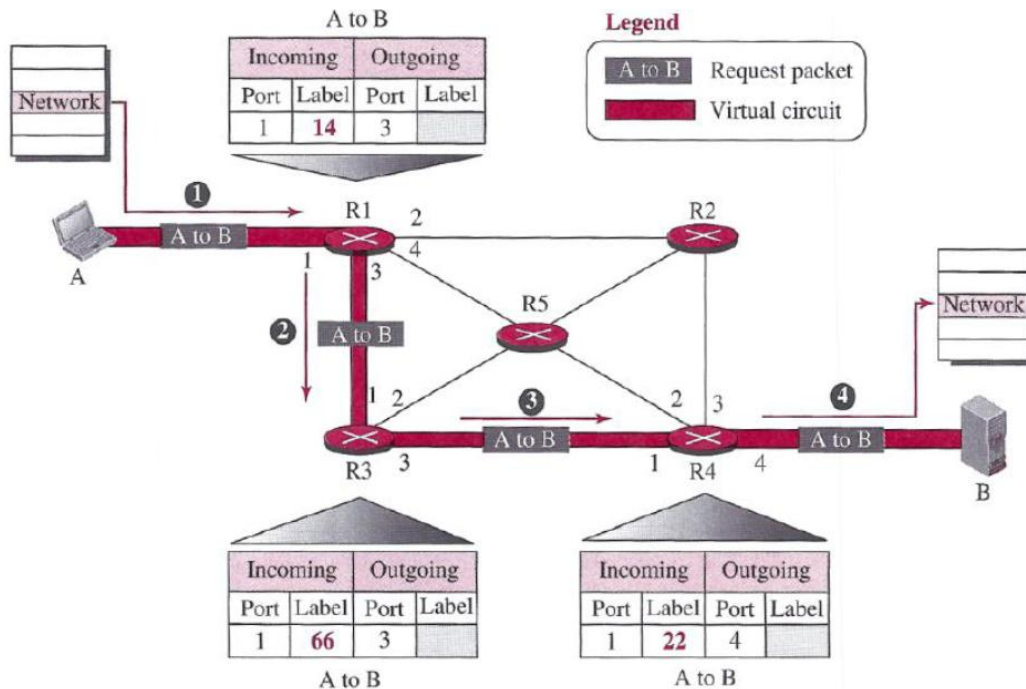 A to B
Legend
Incoming Outgoing
Port Label Port Label
1 14 3
A to B Request packet
Virtual circuit
Network
1
R1
2
R2
A to B
4
A
1
3
Network
R5
2
A to B
4
1
2
3
2
3
A to B
A to B
R3
3
1
R4
4
B
Incoming Outgoing
Port Label Port Label
1 66 3
A to B
Incoming Outgoing
Port Label Port Label
1 22 4
A to B